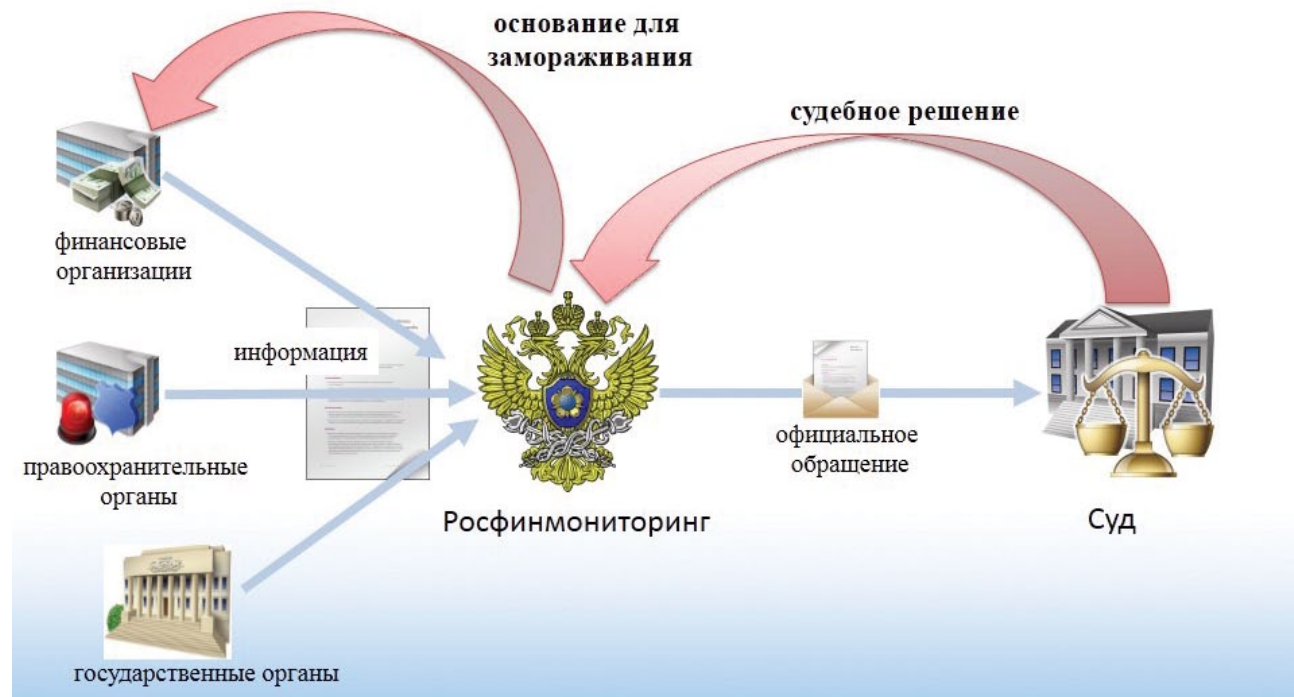 основание для
замораживания
судебное решение
финансовые
организации
информация
правоохранительные
органы
официальное
обращение
Росфинмониторинг
Суд
государственные органы